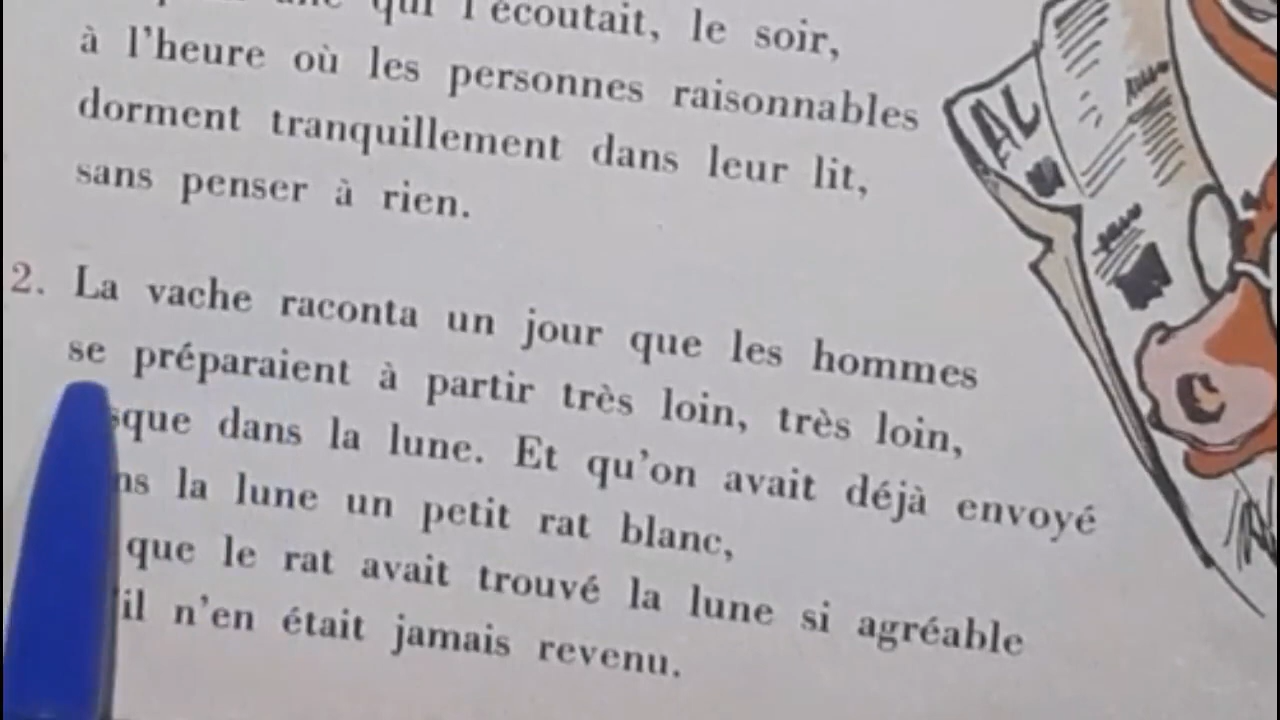 qui l'écoutait, le soir,
à l'heure où les personnes raisonnables
dorment tranquillement dans leur lit,
sans penser à rien.
2. La vache raconta un jour que les hommes
se préparaient à partir très loin, très loin,
dans la lune. Et qu'on avait déjà envoyé
la lune un petit rat blanc,
que le rat avait trouvé la lune si agréable
il n'en était jamais revenu.
AL